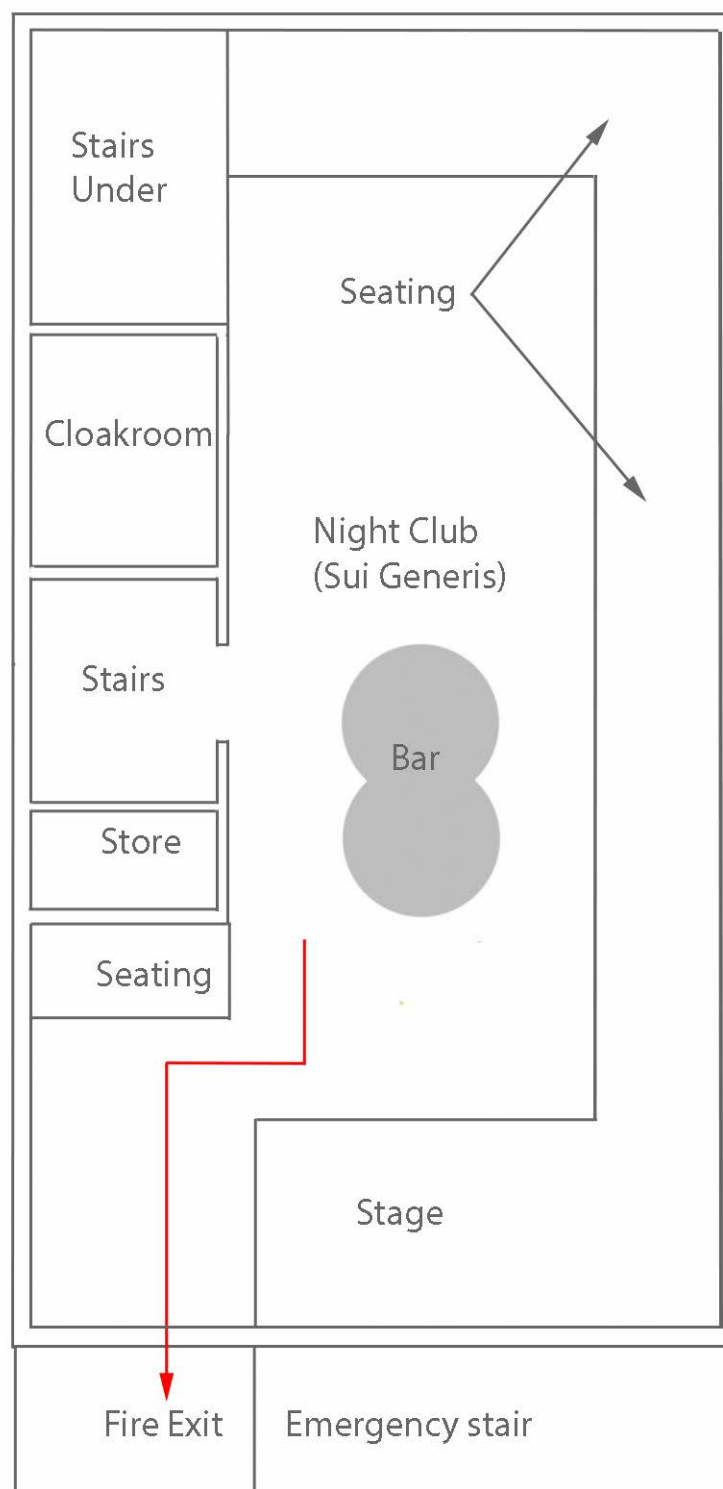 Stairs
Under
Seating
Cloakroom
Night Club
(Sui Generis)
Stairs
Bar
Store
Seating
Stage
Fire Exit
Emergency stair